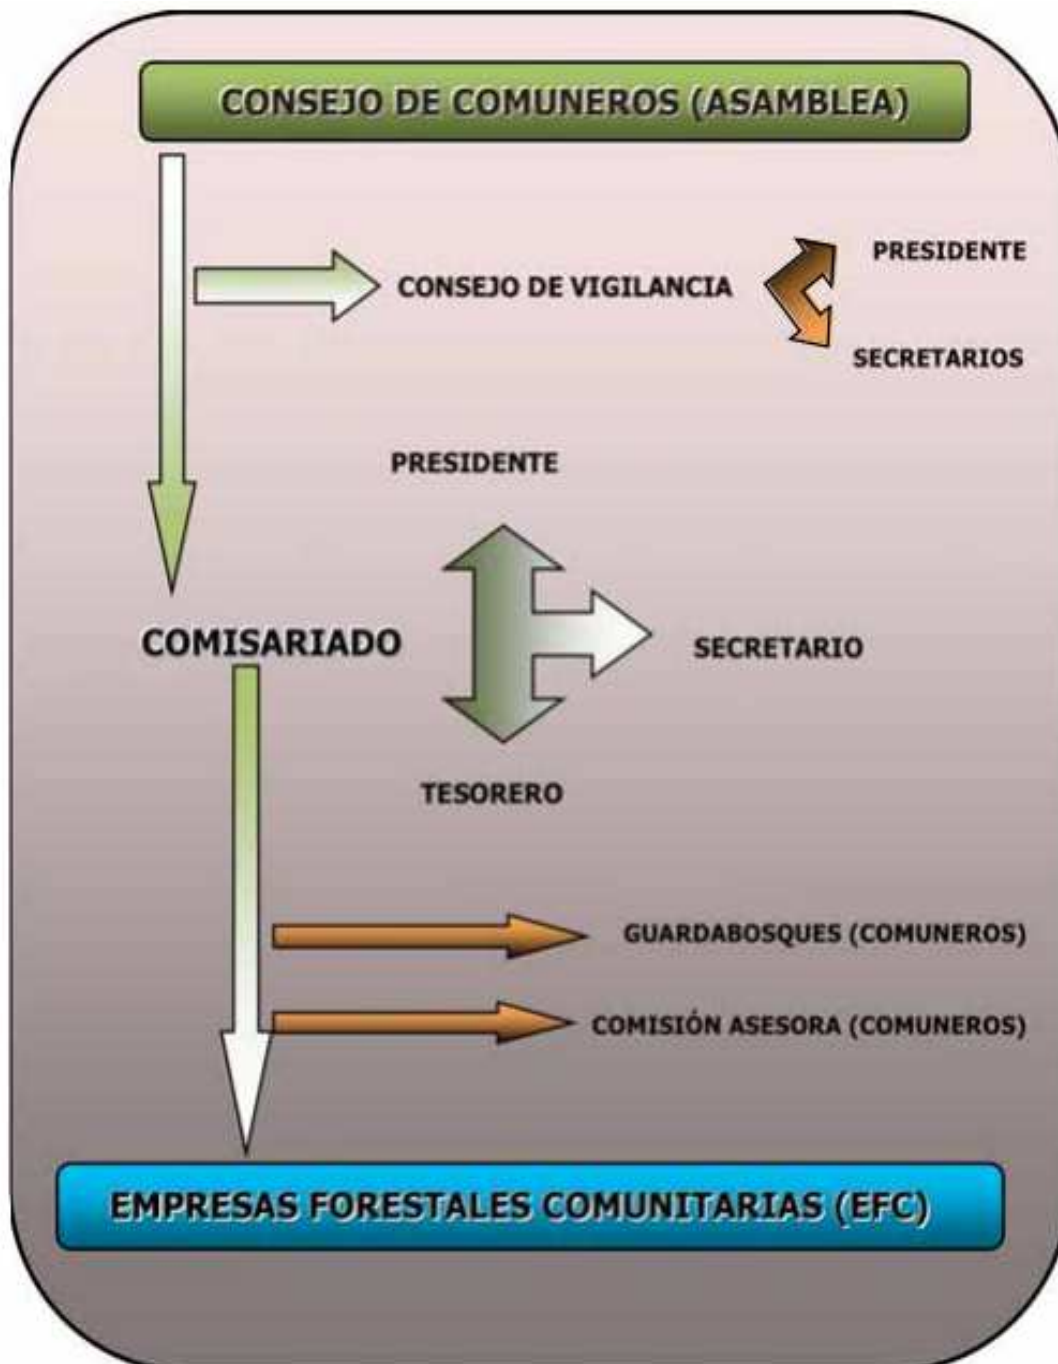 CONSEJO DE COMUNEROS (ASAMBLEA)
PRESIDENTE
CONSEJO DE VIGILANCIA
SECRETARIOS
PRESIDENTE
COMISARIADO
SECRETARIO
TESORERO
GUARDABOSQUES (COMUNEROS)
COMISIÓN ASESORA (COMUNEROS)
EMPRESAS FORESTALES COMUNITARIAS (EFC)